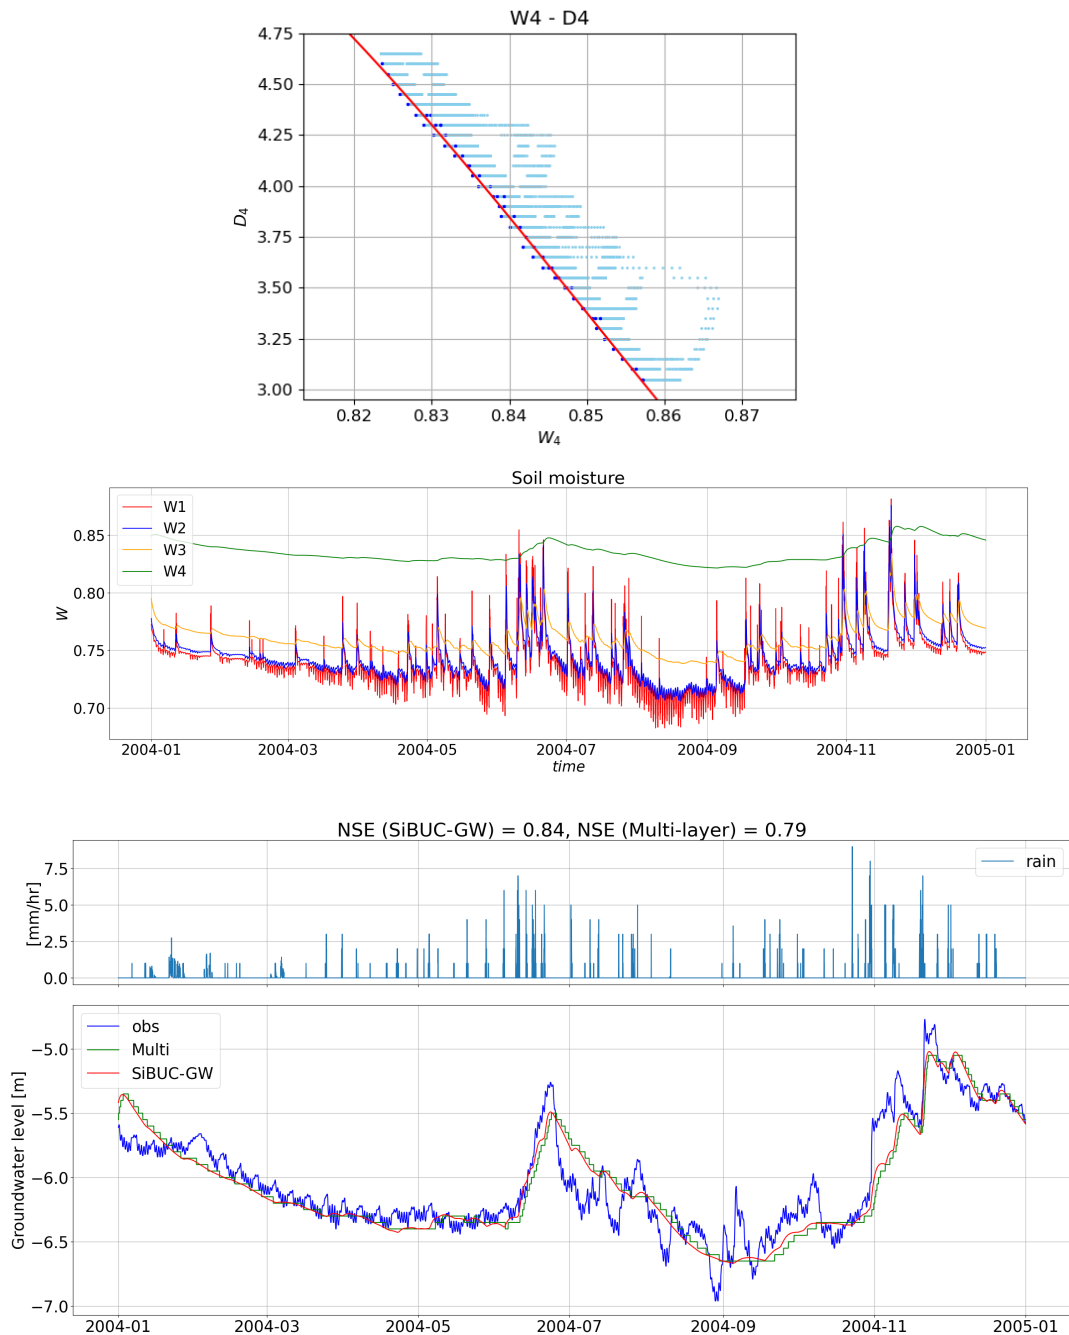 W4 - D4
4.75
4.50
4.25
4.00
3.75
3.50
3.25
3.00
D4
0.82 0.83 0.84 0.85 0.86 0.87
W4
Soil moisture
W1
W2
W3
W4
0.85
0.80
0.75
0.70
W
2004-01 2004-03 2004-05 2004-07 2004-09 2004-11 2005-01
time
NSE (SiBUC-GW) = 0.84, NSE (Multi-layer) = 0.79
rain
7.5
5.0
2.5
0.0
[mm/hr]
obs
Multi
SiBUC-GW
−5.0
−5.5
−6.0
−6.5
−7.0
Groundwater level [m]
2004-01 2004-03 2004-05 2004-07 2004-09 2004-11 2005-01